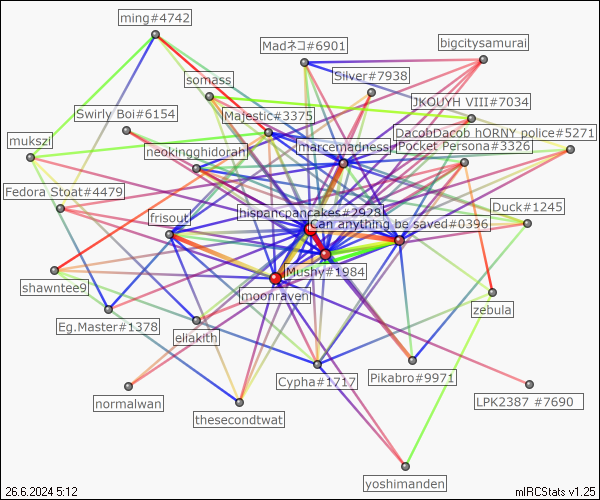 ming#4742
Madネコ#6901
bigcitysamurai
somass
Silver#7938
Swirly Boi#6154
Majestic#3375
JKOUYH VIII#7034
mukszi
neokingghidorah
marcemadness
DacobDacob hORNY police#5271
Pocket Persona#3326
Fedora Stoat#4479
frisout
hispancpancakes#2928
Can anything be saved#0396
Duck#1245
shawntee9
Mushy#1984
moonraven
zebula
Eg.Master#1378
eliakith
Cypha#1717
Pikabro#9971
normalwan
thesecondtwat
LPK2387 #7690
yoshimanden
26.6.2024 5:12
mIRCStats v1.25